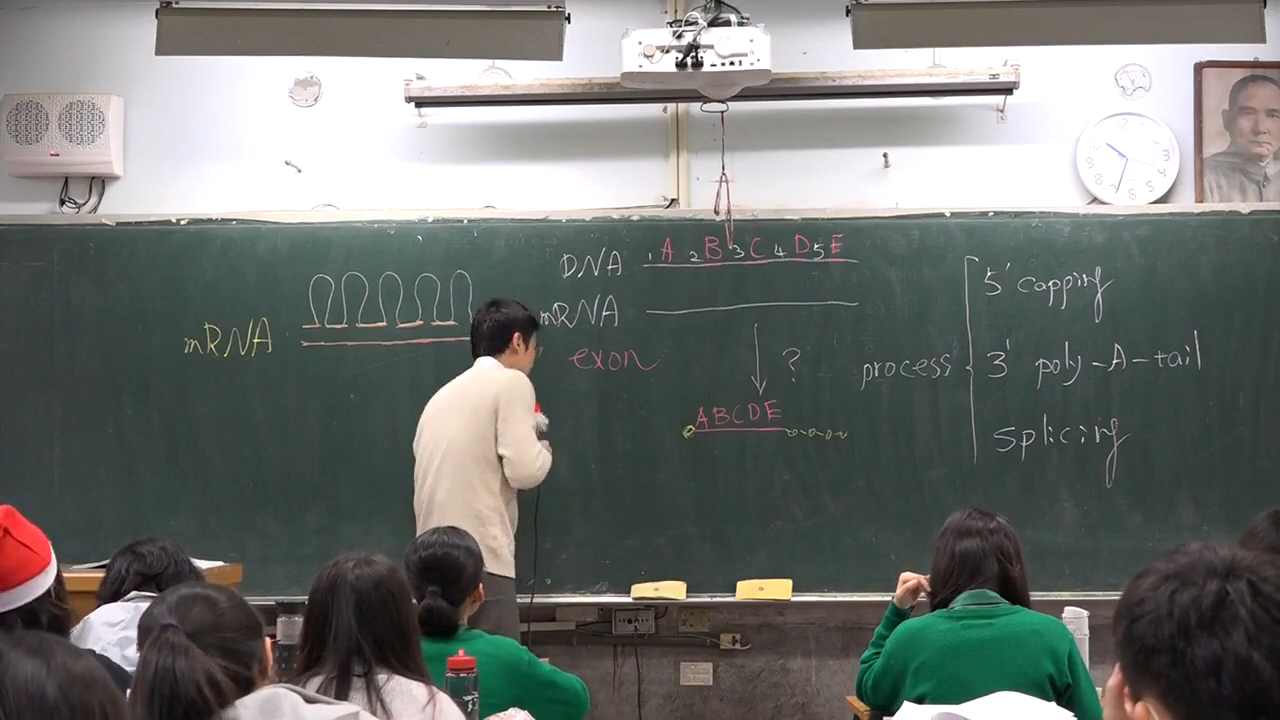 DNA 1 A 2 B 3 C 4 D 5 E
mRNA
mRNA
exon
?
ABCDE
process
5' capping
3' poly-A-tail
splicing